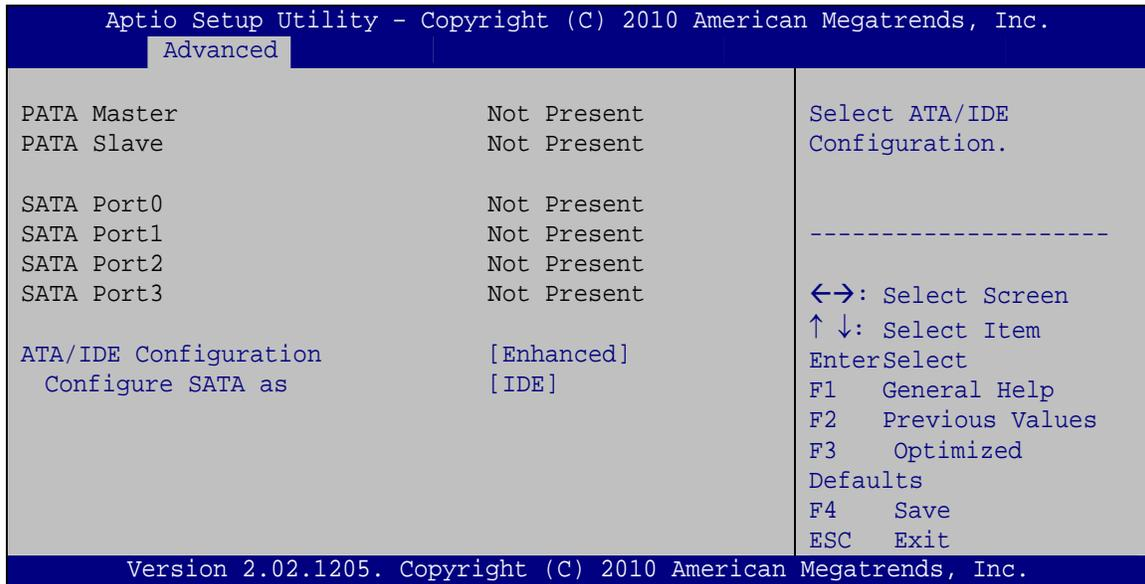 Aptio Setup Utility – Copyright (C) 2010 American Megatrends, Inc.
Advanced
PATA Master Not Present
PATA Slave Not Present
SATA Port0 Not Present
SATA Port1 Not Present
SATA Port2 Not Present
SATA Port3 Not Present
ATA/IDE Configuration [Enhanced]
Configure SATA as [IDE]
Select ATA/IDE
Configuration.
---------------------
←→: Select Screen
↑ ↓: Select Item
EnterSelect
F1 General Help
F2 Previous Values
F3 Optimized
Defaults
F4 Save
ESC Exit
Version 2.02.1205. Copyright (C) 2010 American Megatrends, Inc.